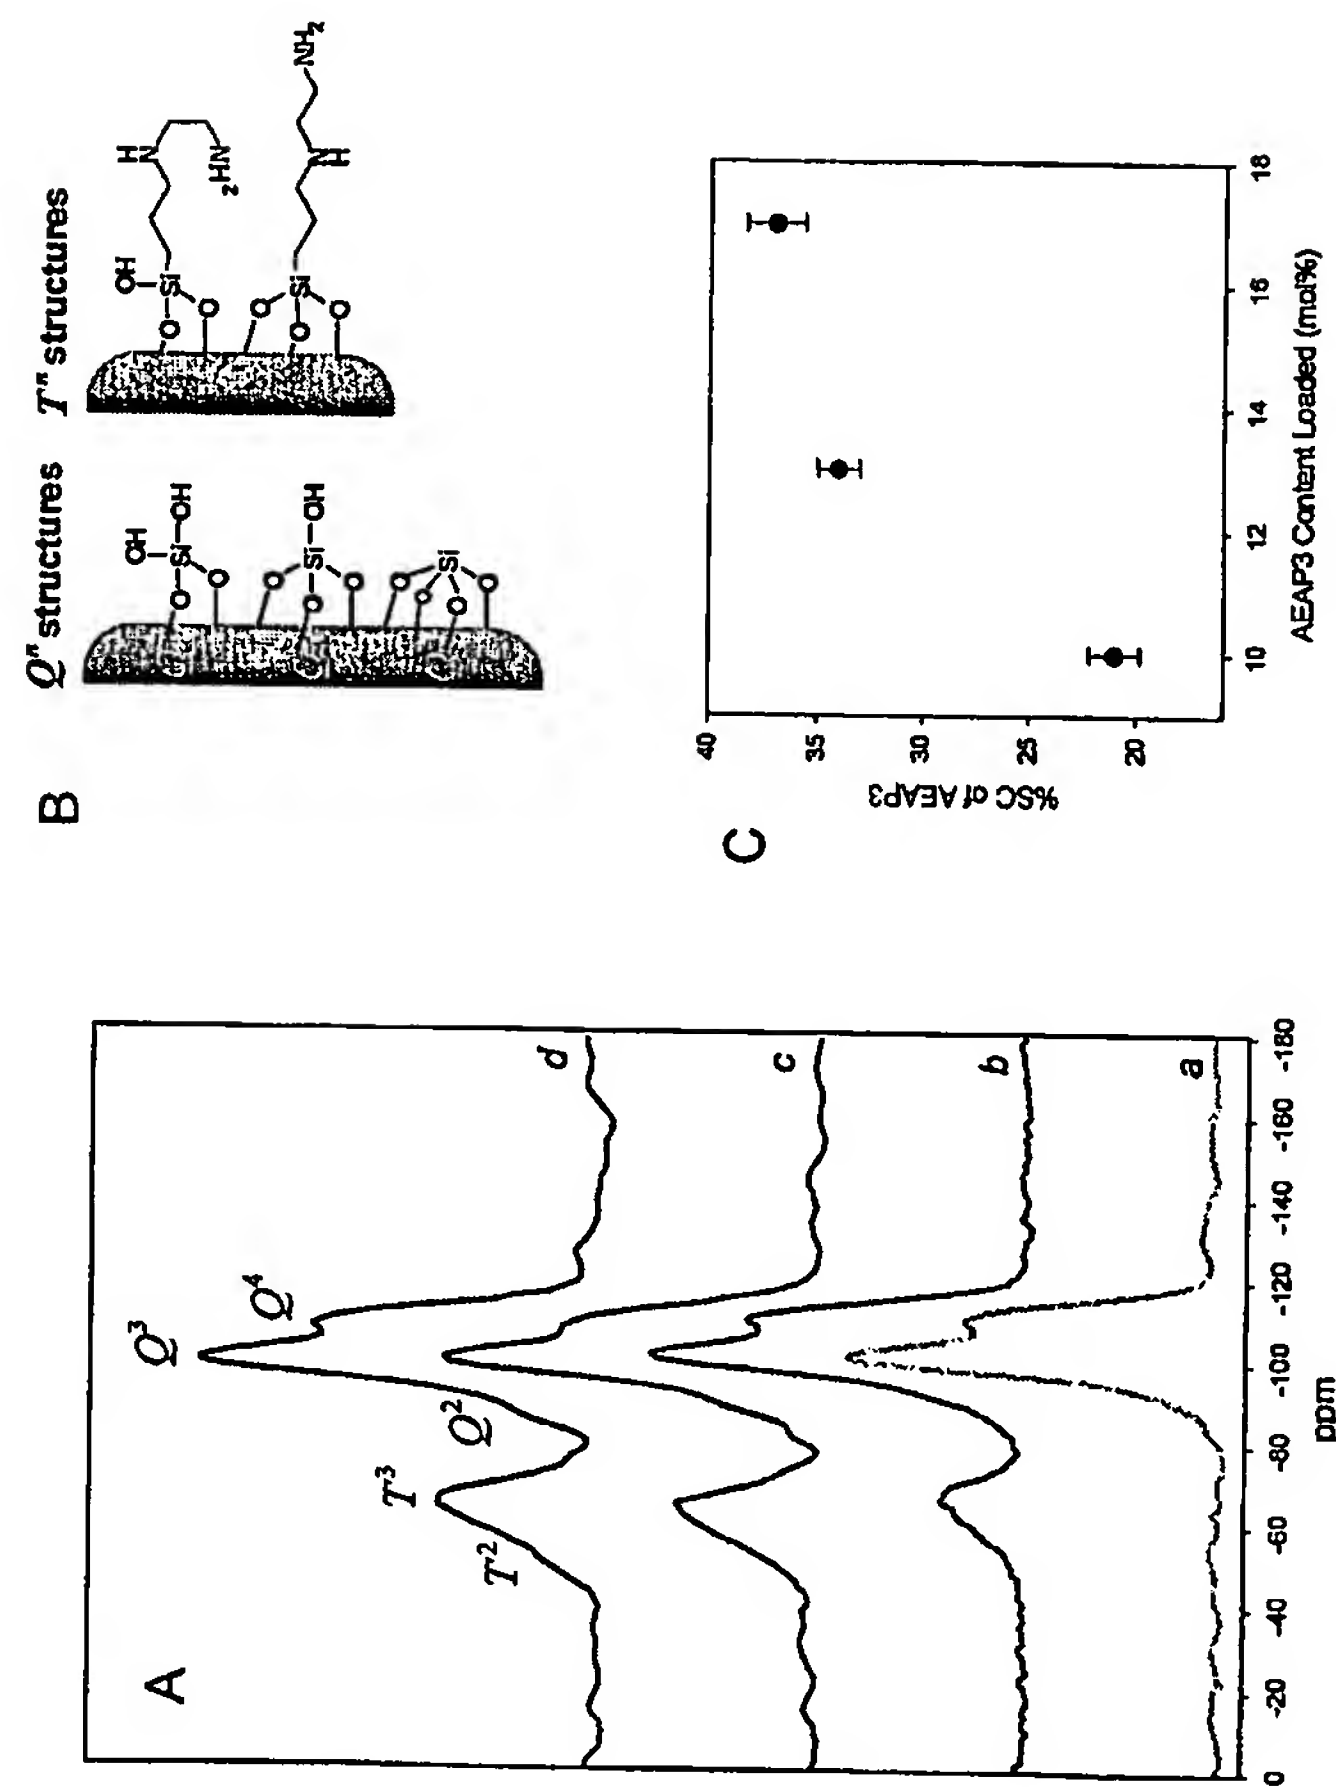 A
Q³
Q⁴
Q²
T³
T²
d
c
b
a
0 -20 -40 -60 -80 -100 -120 -140 -160 -180
ppm
B
Qⁿ structures
Tⁿ structures
OH
Si-OH
O
O
O
Si-OH
O
O
O
Si
O
O
O
OH
Si
O
O
H
N
H₂N
O
Si
O
O
N
H
NH₂
C
%SC of AEAP3
40
35
30
25
20
10 12 14 16 18
AEAP3 Content Loaded (mol%)